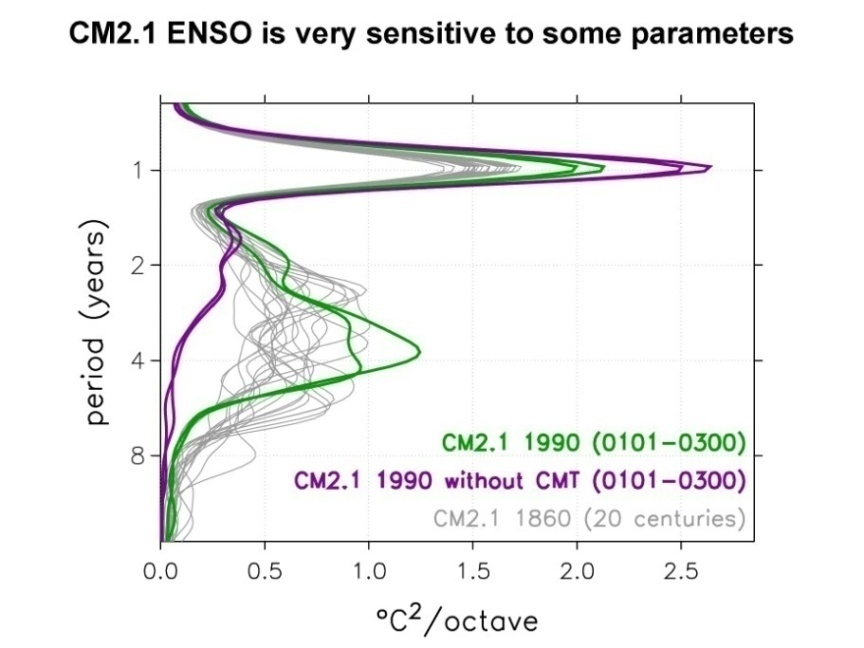 CM2.1 ENSO is very sensitive to some parameters
period (years)
1
2
4
8
CM2.1 1990 (0101-0300)
CM2.1 1990 without CMT (0101-0300)
CM2.1 1860 (20 centuries)
0.0 0.5 1.0 1.5 2.0 2.5
°C²/octave